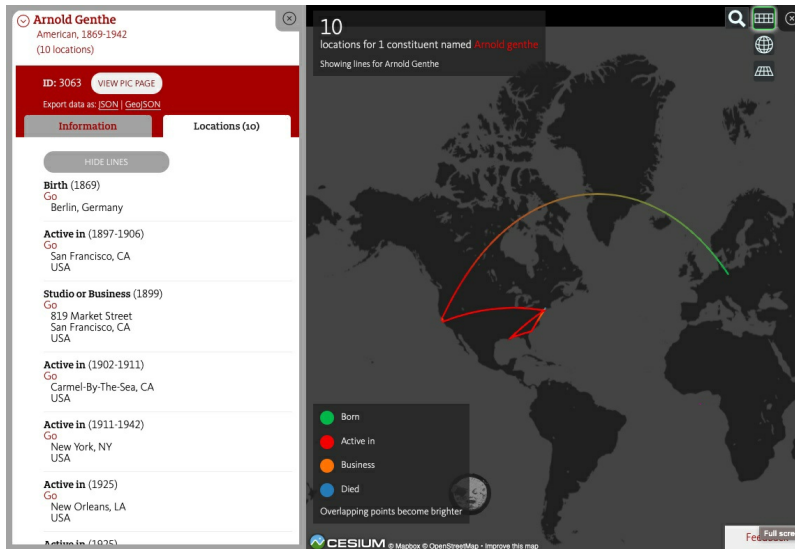 Arnold Genthe
American, 1869-1942
(10 locations)
ID: 3063 VIEW PIC PAGE
Export data as: JSON | GeoJSON
Information Locations (10)
HIDE LINES
Birth (1869)
Go
Berlin, Germany
Active in (1897-1906)
Go
San Francisco, CA
USA
Studio or Business (1899)
Go
819 Market Street
San Francisco, CA
USA
Active in (1902-1911)
Go
Carmel-By-The-Sea, CA
USA
Active in (1911-1942)
Go
New York, NY
USA
Active in (1925)
Go
New Orleans, LA
USA
Active in (1925)
10
locations for 1 constituent named Arnold genthe
Showing lines for Arnold Genthe
Born
Active in
Business
Died
Overlapping points become brighter
CESIUM © Mapbox © OpenStreetMap • Improve this map
Full scre